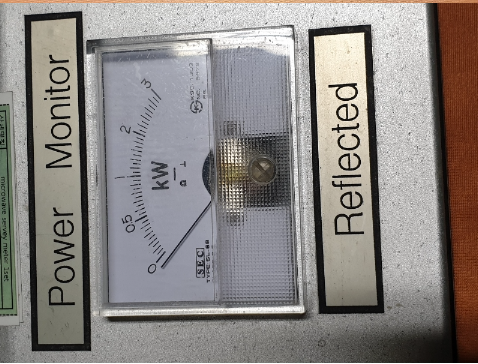 Power Monitor
0
0.5
1
2
3
kW
SEC
Reflected